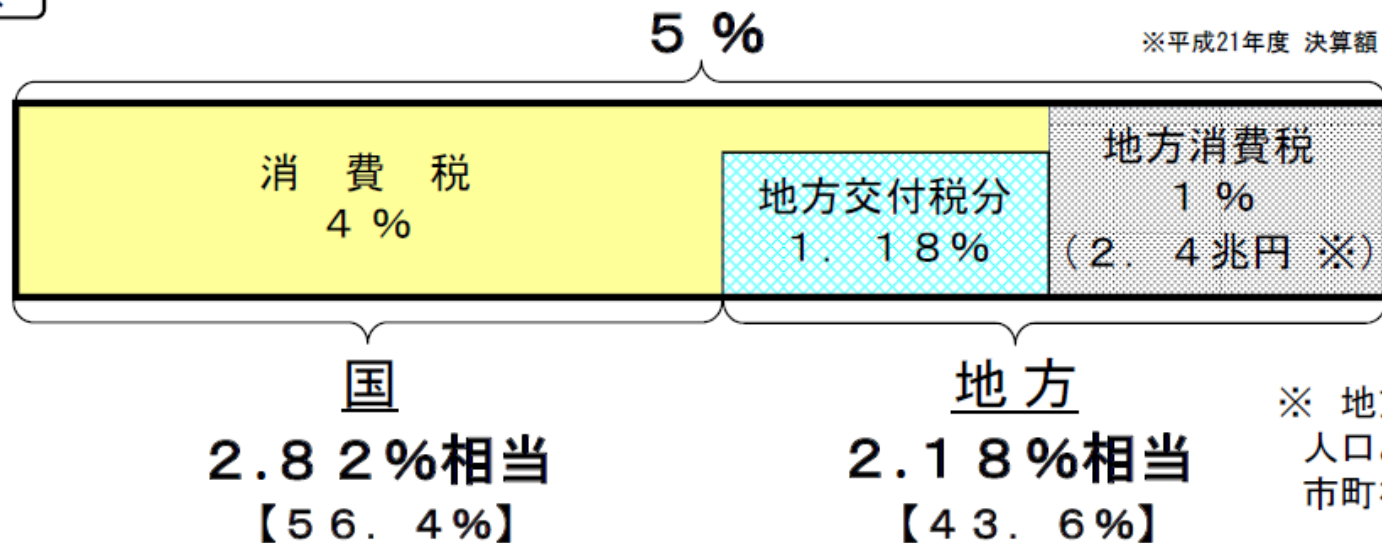 5%
※平成21年度 決算額
消 費 税
4%
地方交付税分
1.18%
地方消費税
1%
(2.4兆円 ※)
国
2.82%相当
【56.4%】
地方
2.18%相当
【43.6%】
※ 地
人口
市町